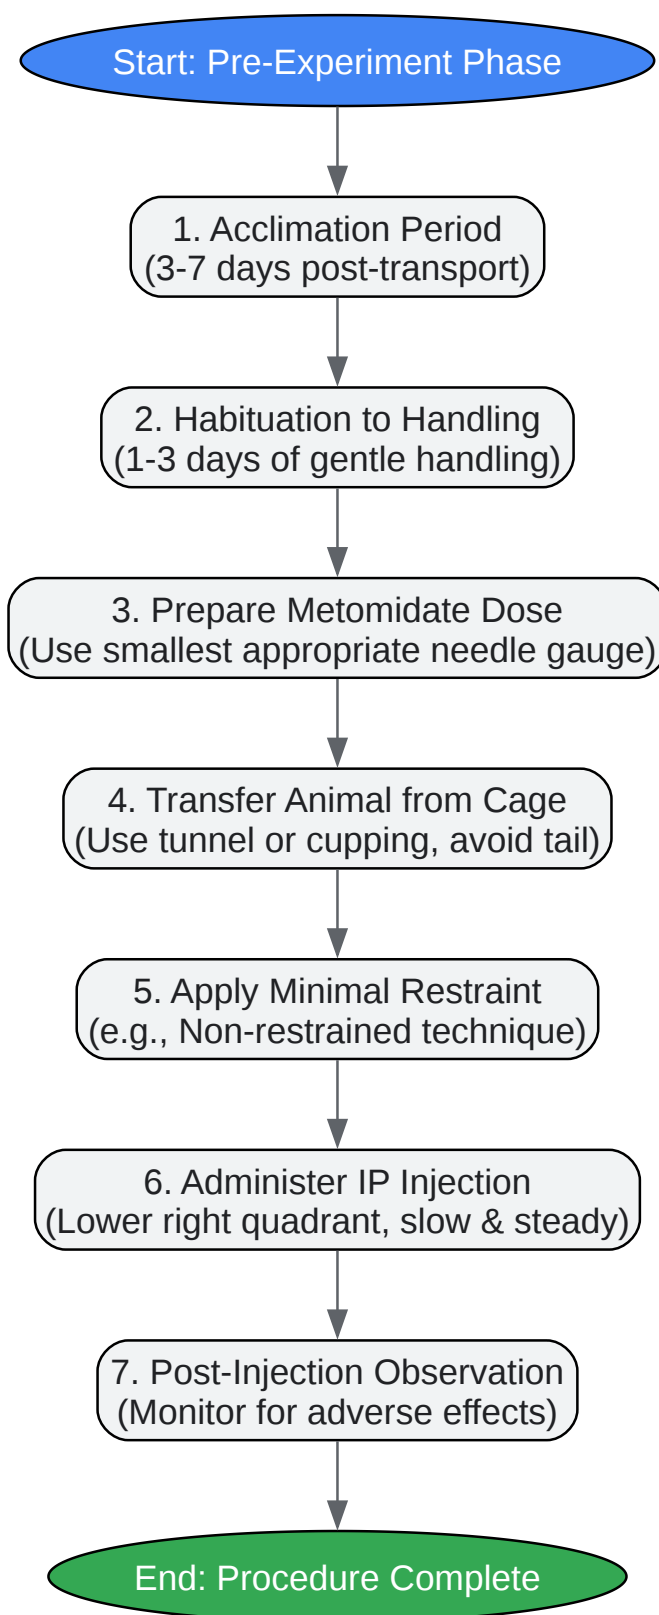 Start: Pre-Experiment Phase
1. Acclimation Period
(3-7 days post-transport)
2. Habituation to Handling
(1-3 days of gentle handling)
3. Prepare Metomidate Dose
(Use smallest appropriate needle gauge)
4. Transfer Animal from Cage
(Use tunnel or cupping, avoid tail)
5. Apply Minimal Restraint
(e.g., Non-restrained technique)
6. Administer IP Injection
(Lower right quadrant, slow & steady)
7. Post-Injection Observation
(Monitor for adverse effects)
End: Procedure Complete